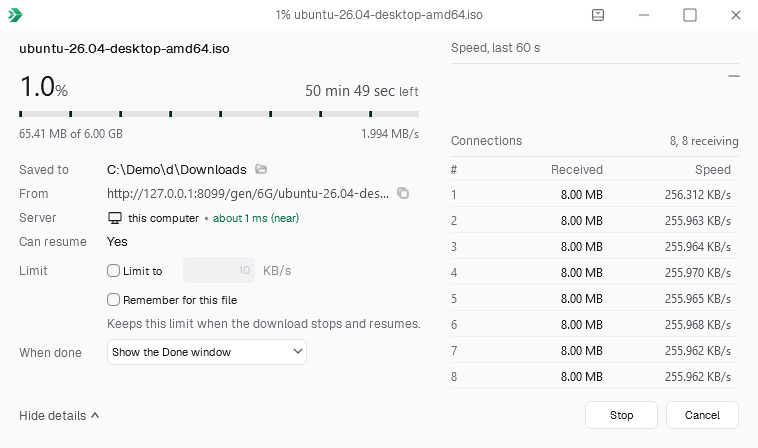 1% ubuntu-26.04-desktop-amd64.iso
ubuntu-26.04-desktop-amd64.iso
1.0%
50 min 49 sec left
65.41 MB of 6.00 GB
1.994 MB/s
Saved to C:\Demo\d\Downloads
From http://127.0.0.1:8099/gen/6G/ubuntu-26.04-des...
Server this computer • about 1 ms (near)
Can resume Yes
Limit Limit to 10 KB/s
Remember for this file
Keeps this limit when the download stops and resumes.
When done Show the Done window
Hide details
Speed, last 60 s
—
Connections 8, 8 receiving
# Received Speed
1 8.00 MB 256.312 KB/s
2 8.00 MB 255.963 KB/s
3 8.00 MB 255.964 KB/s
4 8.00 MB 255.970 KB/s
5 8.00 MB 255.965 KB/s
6 8.00 MB 255.968 KB/s
7 8.00 MB 255.962 KB/s
8 8.00 MB 255.962 KB/s
Stop Cancel